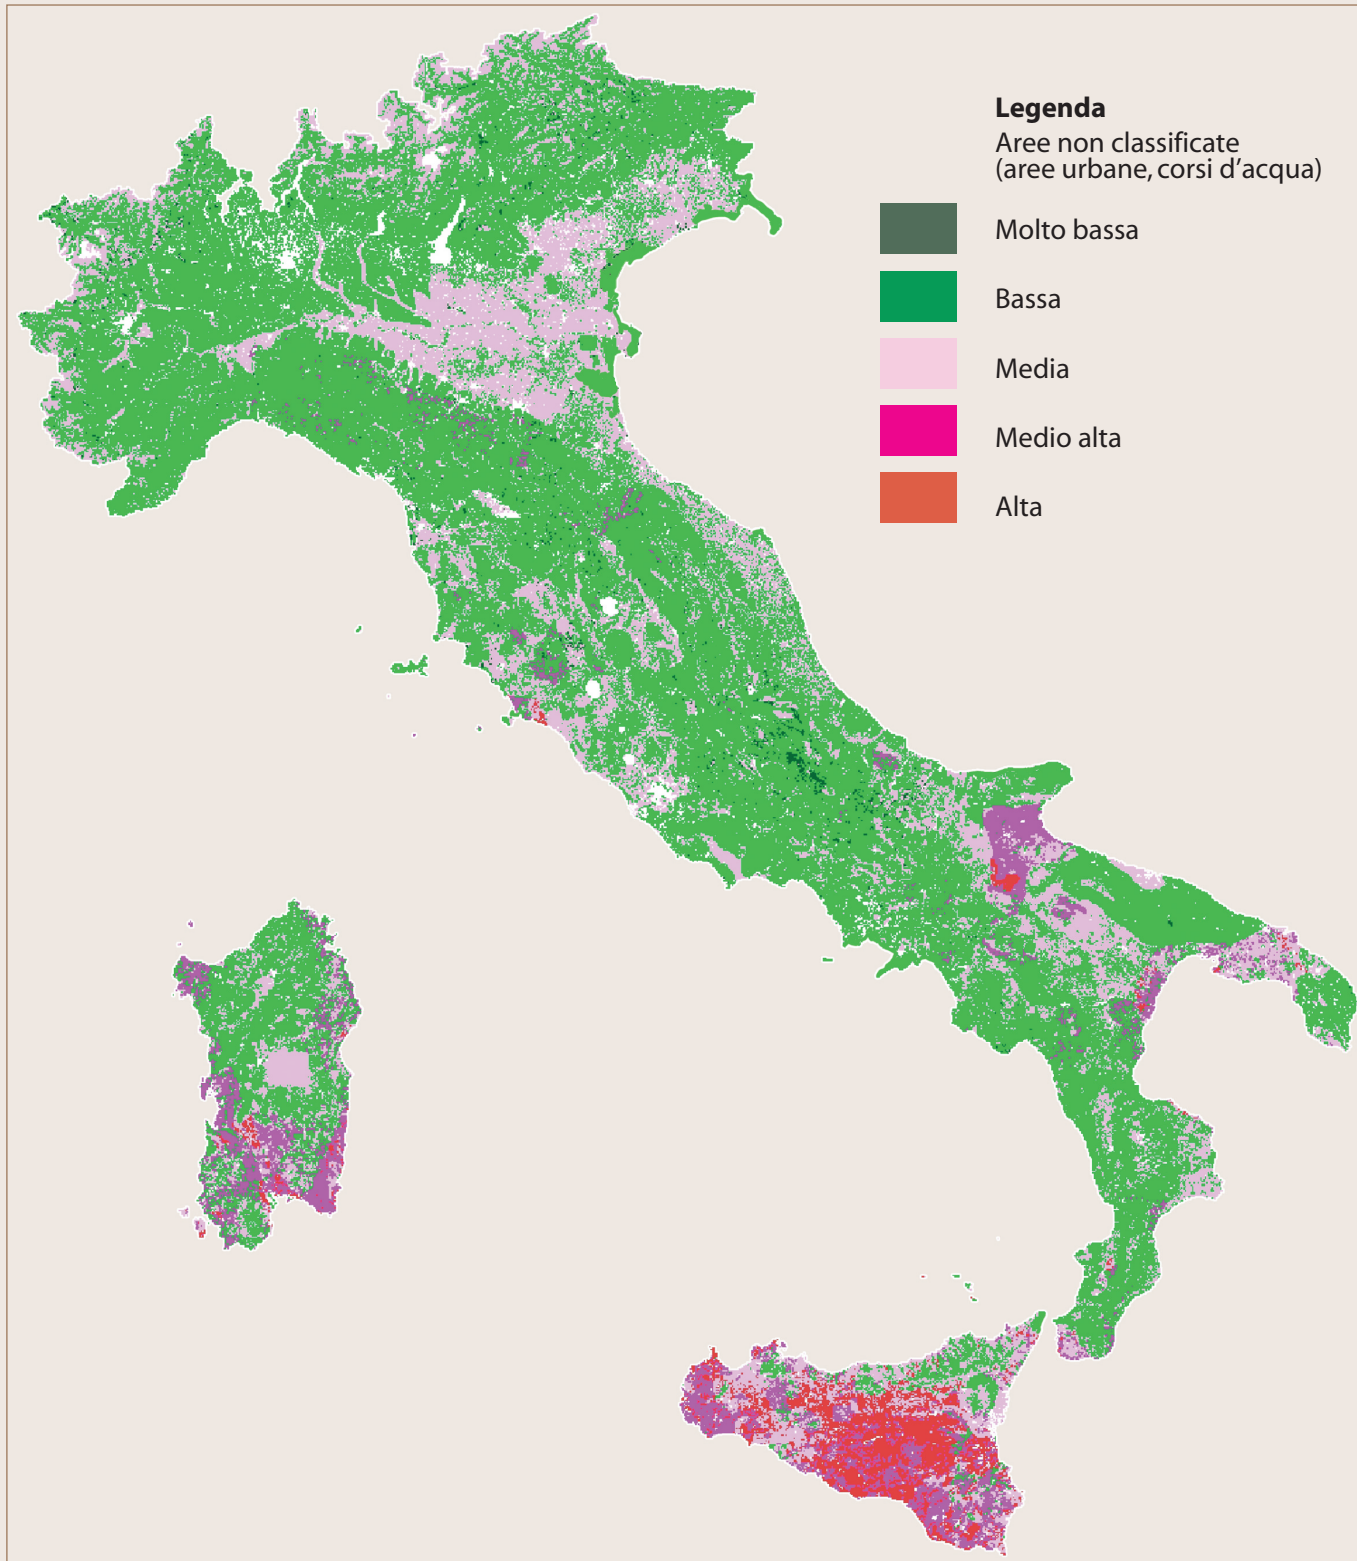 Legenda
Aree non classificate
(aree urbane, corsi d'acqua)
Molto bassa
Bassa
Media
Medio alta
Alta